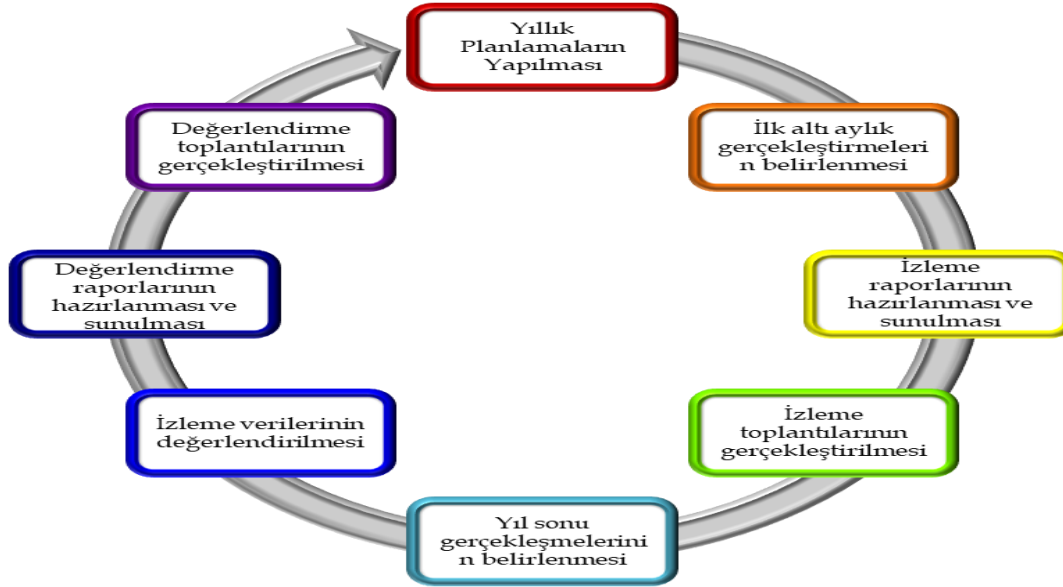 Yıllık
Planlamaların
Yapılması
İlk altı aylık
gerçekleştirmeleri
n belirlenmesi
İzleme
raporlarının
hazırlanması ve
sunulması
İzleme
toplantılarının
gerçekleştirilmesi
Yıl sonu
gerçekleşmelerini
n belirlenmesi
İzleme verilerinin
değerlendirilmesi
Değerlendirme
raporlarının
hazırlanması ve
sunulması
Değerlendirme
toplantılarının
gerçekleştirilmesi